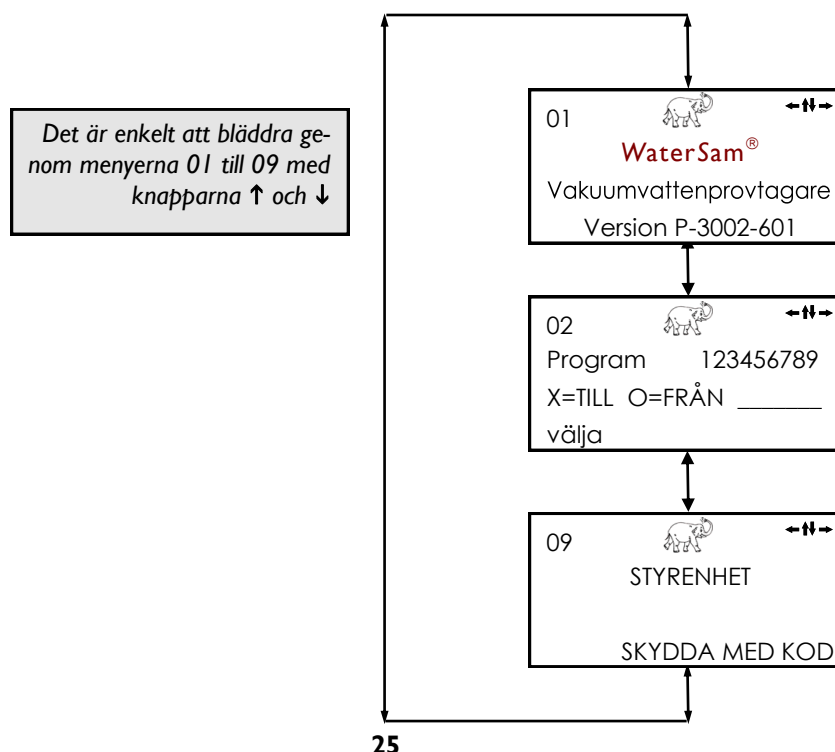 Det är enkelt att bläddra ge-
nom menyerna 01 till 09 med
knapparna ↑ och ↓
01
WaterSam®
Vakuumvattenprovtagare
Version P-3002-601
02
Program 123456789
X=TILL O=FRÅN _______
välja
09
STYRENHET
SKYDDA MED KOD
25